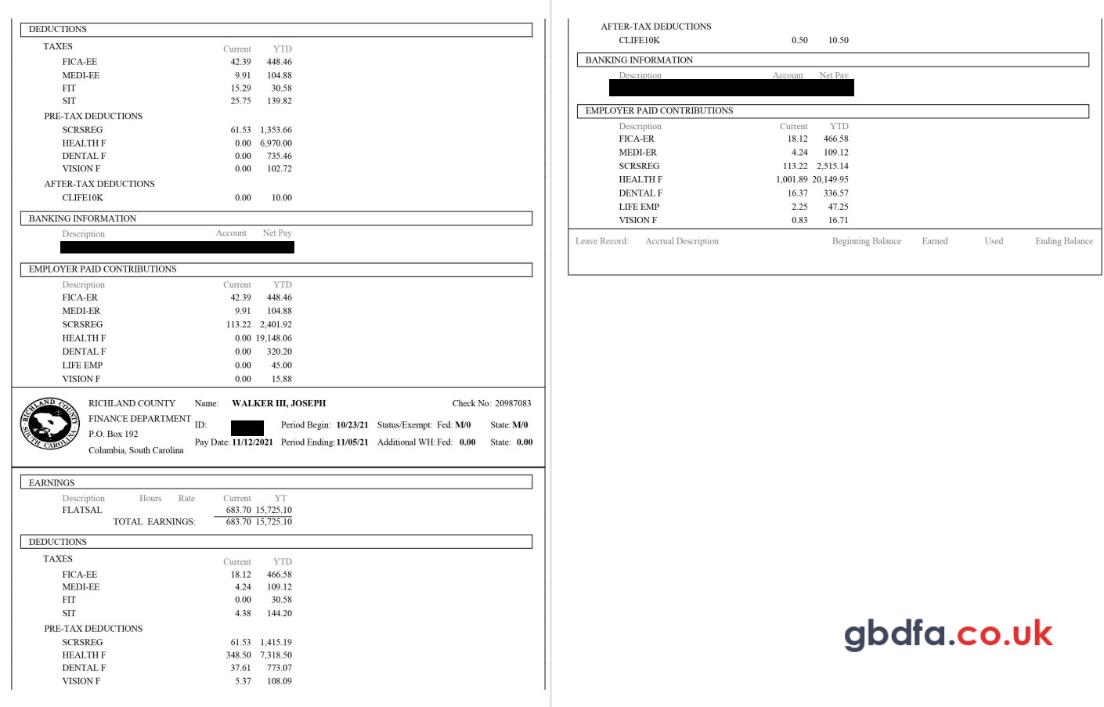 DEDUCTIONS
TAXES Current YTD
FICA-EE 42.39 448.46
MEDI-EE 9.91 104.88
FIT 15.29 30.58
SIT 25.75 139.82
PRE-TAX DEDUCTIONS
SCRSREG 61.53 1,353.66
HEALTH F 0.00 6,970.00
DENTAL F 0.00 735.46
VISION F 0.00 102.72
AFTER-TAX DEDUCTIONS
CLIFE10K 0.00 10.00
BANKING INFORMATION
Description Account Net Pay
EMPLOYER PAID CONTRIBUTIONS
Description Current YTD
FICA-ER 42.39 448.46
MEDI-ER 9.91 104.88
SCRSREG 113.22 2,401.92
HEALTH F 0.00 19,148.06
DENTAL F 0.00 320.20
LIFE EMP 0.00 45.00
VISION F 0.00 15.88
RICHLAND COUNTY
SOUTH CAROLINA
RICHLAND COUNTY Name: WALKER III, JOSEPH Check No: 20987083
FINANCE DEPARTMENT ID: Period Begin: 10/23/21 Status/Exempt: Fed: M/0 State: M/0
P.O. Box 192
Pay Date: 11/12/2021 Period Ending: 11/05/21 Additional WH: Fed: 0.00 State: 0.00
Columbia, South Carolina
EARNINGS
Description Hours Rate Current YT
FLATSAL 683.70 15,725.10
TOTAL EARNINGS: 683.70 15,725.10
DEDUCTIONS
TAXES Current YTD
FICA-EE 18.12 466.58
MEDI-EE 4.24 109.12
FIT 0.00 30.58
SIT 4.38 144.20
PRE-TAX DEDUCTIONS
SCRSREG 61.53 1,415.19
HEALTH F 348.50 7,318.50
DENTAL F 37.61 773.07
VISION F 5.37 108.09
AFTER-TAX DEDUCTIONS
CLIFE10K 0.50 10.50
BANKING INFORMATION
Description Account Net Pay
EMPLOYER PAID CONTRIBUTIONS
Description Current YTD
FICA-ER 18.12 466.58
MEDI-ER 4.24 109.12
SCRSREG 113.22 2,515.14
HEALTH F 1,001.89 20,149.95
DENTAL F 16.37 336.57
LIFE EMP 2.25 47.25
VISION F 0.83 16.71
Leave Record: Accrual Description Beginning Balance Earned Used Ending Balance
gbdfa.co.uk